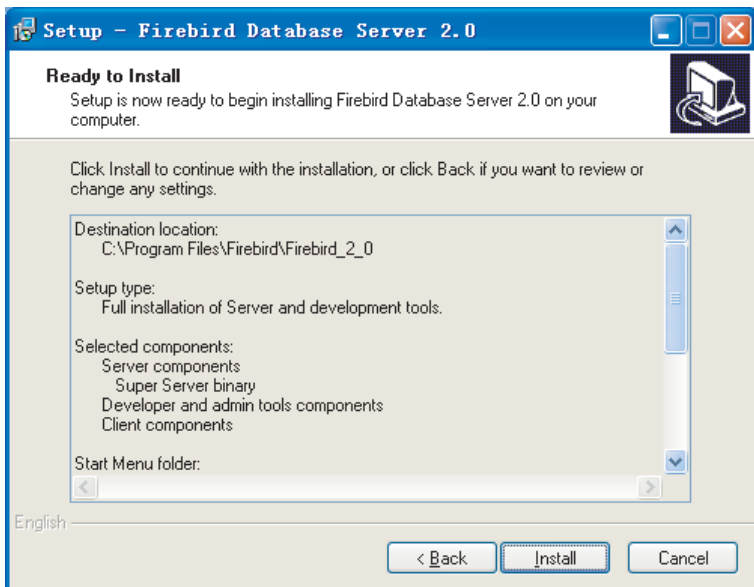 Setup - Firebird Database Server 2.0
Ready to Install
Setup is now ready to begin installing Firebird Database Server 2.0 on your
computer.
Click Install to continue with the installation, or click Back if you want to review or
change any settings.
Destination location:
C:\Program Files\Firebird\Firebird_2_0
Setup type:
Full installation of Server and development tools.
Selected components:
Server components
Super Server binary
Developer and admin tools components
Client components
Start Menu folder:
English
< Back
Install
Cancel